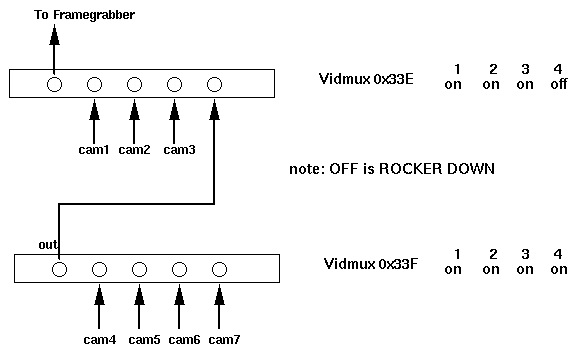 To Framegrabber
Vidmux 0x33E
1 2 3 4
on on on off
cam1 cam2 cam3
note: OFF is ROCKER DOWN
out
Vidmux 0x33F
1 2 3 4
on on on on
cam4 cam5 cam6 cam7